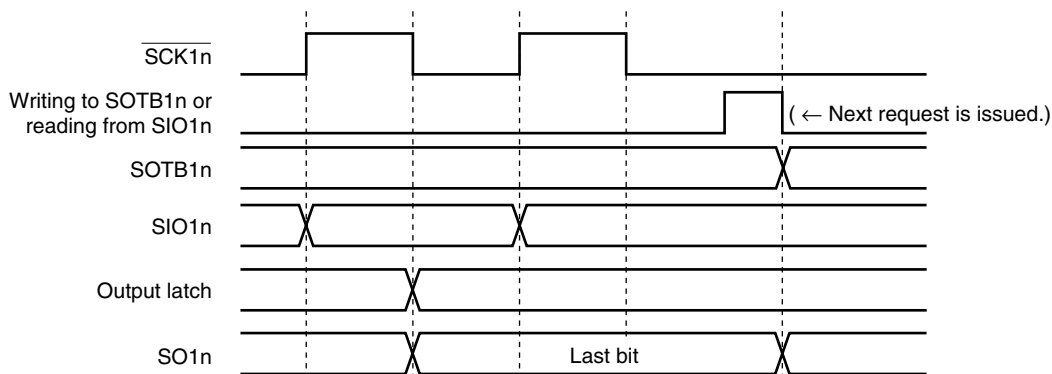 SCK1n
Writing to SOTB1n or
reading from SIO1n
( ← Next request is issued.)
SOTB1n
SIO1n
Output latch
SO1n
Last bit